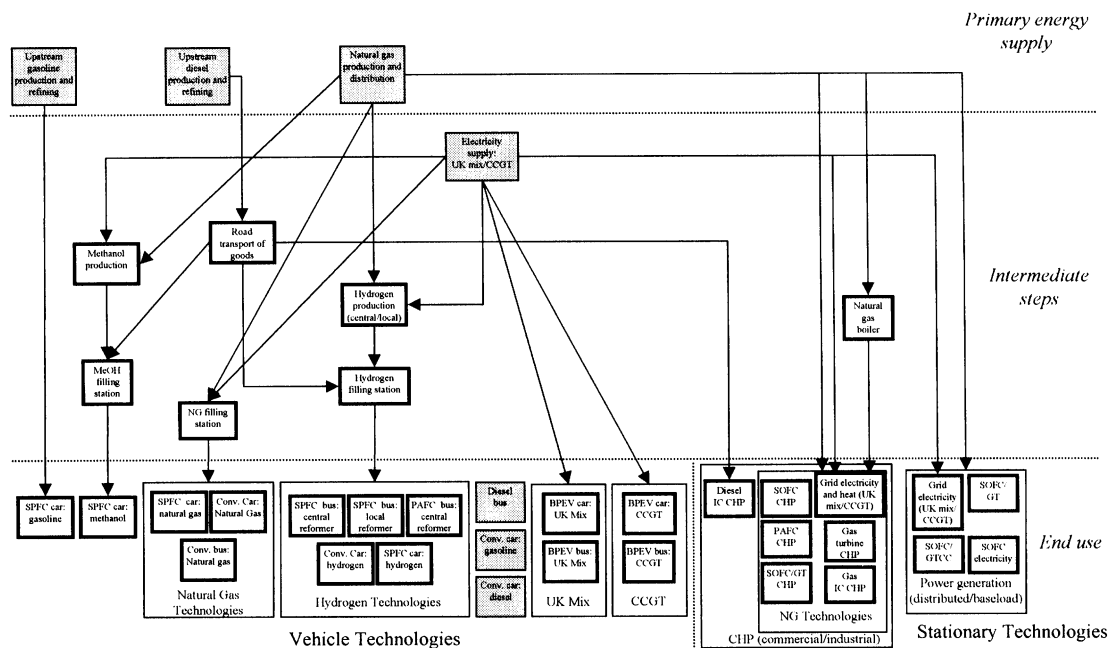 Primary energy
supply
Upstream
gasoline
production and
refining
Upstream
diesel
production and
refining
Natural gas
production and
distribution
Electricity
supply:
UK mix/CCGT
Intermediate
steps
Methanol
production
Road
transport of
goods
Hydrogen
production
(central/local)
Natural
gas
boiler
MeOH
filling
station
NG filling
station
Hydrogen
filling station
End use
SPFC car:
gasoline
SPFC car:
methanol
SPFC car:
natural gas
Conv. Car:
Natural Gas
Conv. bus:
Natural gas
Natural Gas
Technologies
SPFC bus:
central
reformer
SPFC bus:
local
reformer
PAFC bus:
central
reformer
Conv. Car:
hydrogen
SPFC car:
hydrogen
Hydrogen Technologies
Diesel
bus
Conv. car:
gasoline
Conv. car:
diesel
BPEV car:
UK Mix
BPEV bus:
UK Mix
UK Mix
BPEV car:
CCGT
BPEV bus:
CCGT
CCGT
Vehicle Technologies
Diesel
IC CHP
SOFC
CHP
PAFC
CHP
SOFC/GT
CHP
Grid electricity
and heat (UK
mix/CCGT)
Gas
turbine
CHP
Gas
IC CHP
NG Technologies
CHP (commercial/industrial)
Grid
electricity
(UK mix/
CCGT)
SOFC/
GT
SOFC/
GTCC
SOFC
electricity
Power generation
(distributed/baseload)
Stationary Technologies